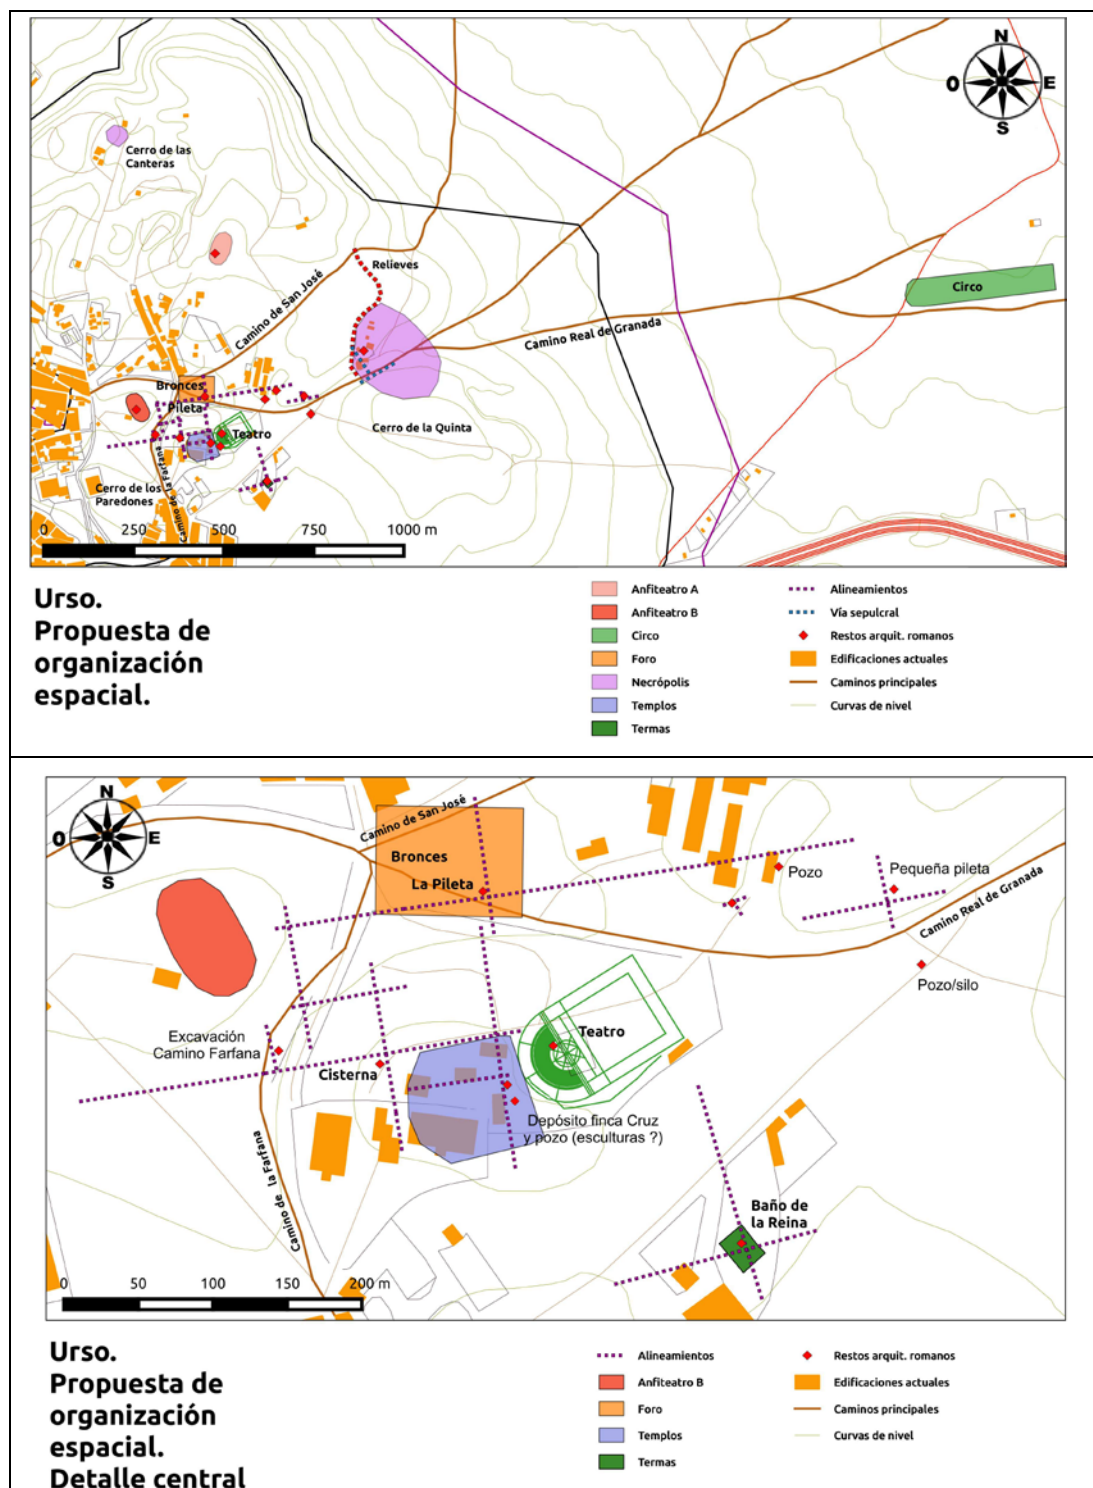 N
O
E
S
Cerro de las
Canteras
Relieves
Camino de San José
Circo
Camino Real de Granada
Bronces
Pileta
Teatro
Cerro de la Quinta
Cerro de los
Paredones
Camino de la Farfana
0 250 500 750 1000 m
Urso.
Propuesta de
organización
espacial.
Anfiteatro A
Anfiteatro B
Circo
Foro
Necrópolis
Templos
Termas
Alineamientos
Vía sepulcral
Restos arquit. romanos
Edificaciones actuales
Caminos principales
Curvas de nivel
N
O
E
S
Camino de San José
Bronces
La Pileta
Pozo
Pequeña pileta
Camino Real de Granada
Pozo/silo
Excavación
Camino Farfana
Teatro
Cisterna
Depósito finca Cruz
y pozo (esculturas ?)
Camino de la Farfana
Baño de
la Reina
0 50 100 150 200 m
Urso.
Propuesta de
organización
espacial.
Detalle central
Alineamientos
Anfiteatro B
Foro
Templos
Termas
Restos arquit. romanos
Edificaciones actuales
Caminos principales
Curvas de nivel